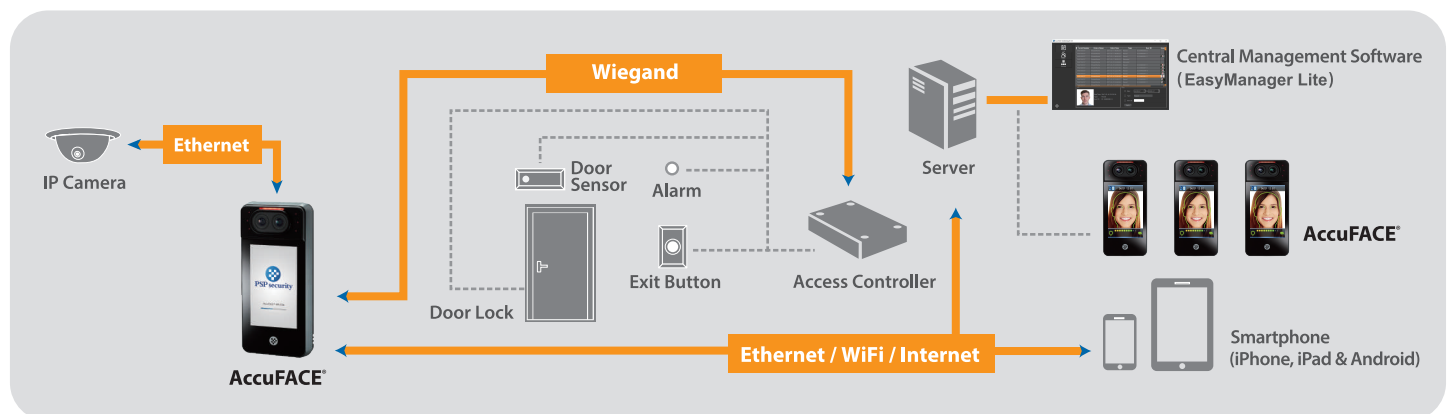 Wiegand
Central Management Software
(EasyManager Lite)
Ethernet
Door
Sensor
Alarm
Server
IP Camera
AccuFACE®
PSP security
Exit Button
Access Controller
Door Lock
Ethernet / WiFi / Internet
Smartphone
(iPhone, iPad & Android)
AccuFACE®